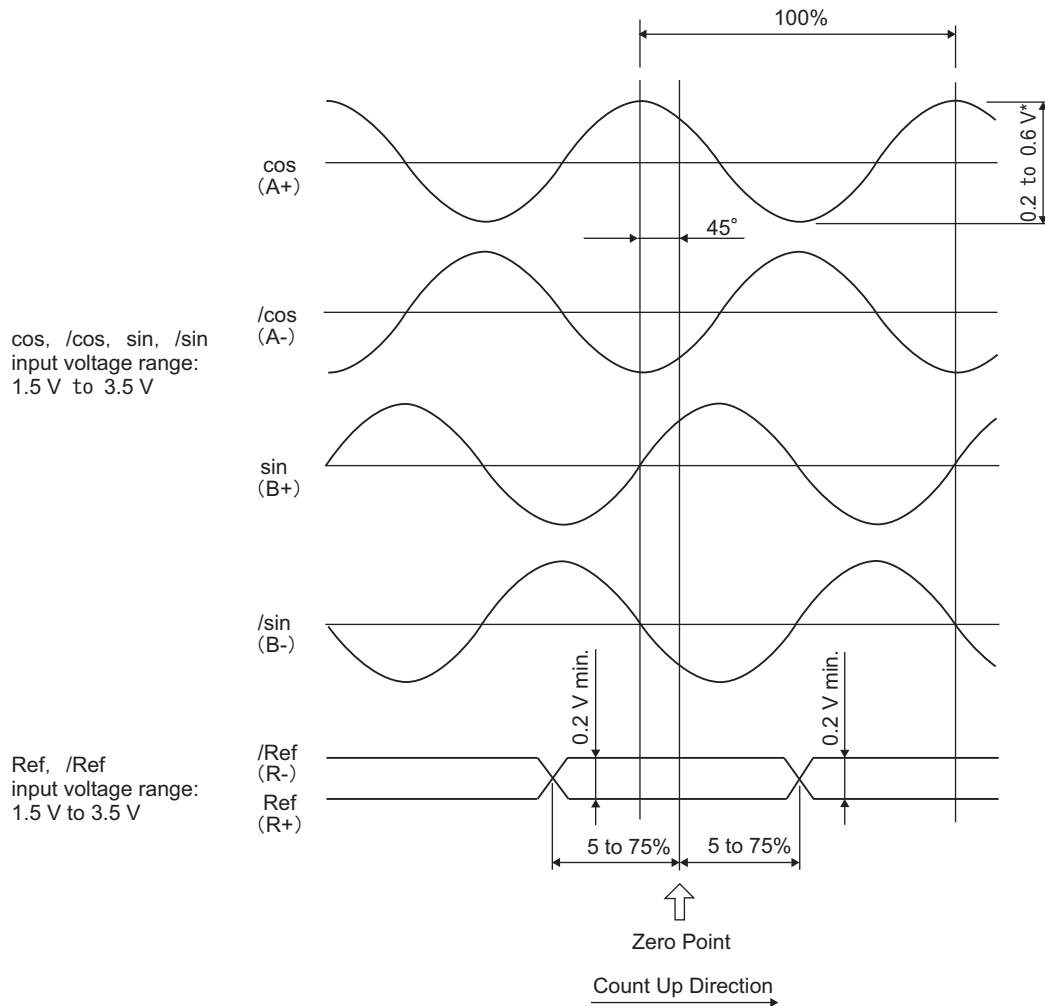 100%
0.2 to 0.6 V*
cos
（A+）
45°
/cos
（A-）
cos, /cos, sin, /sin
input voltage range:
1.5 V to 3.5 V
sin
（B+）
/sin
（B-）
0.2 V min.
0.2 V min.
/Ref
（R-）
Ref
（R+）
Ref, /Ref
input voltage range:
1.5 V to 3.5 V
5 to 75%
5 to 75%
Zero Point
Count Up Direction